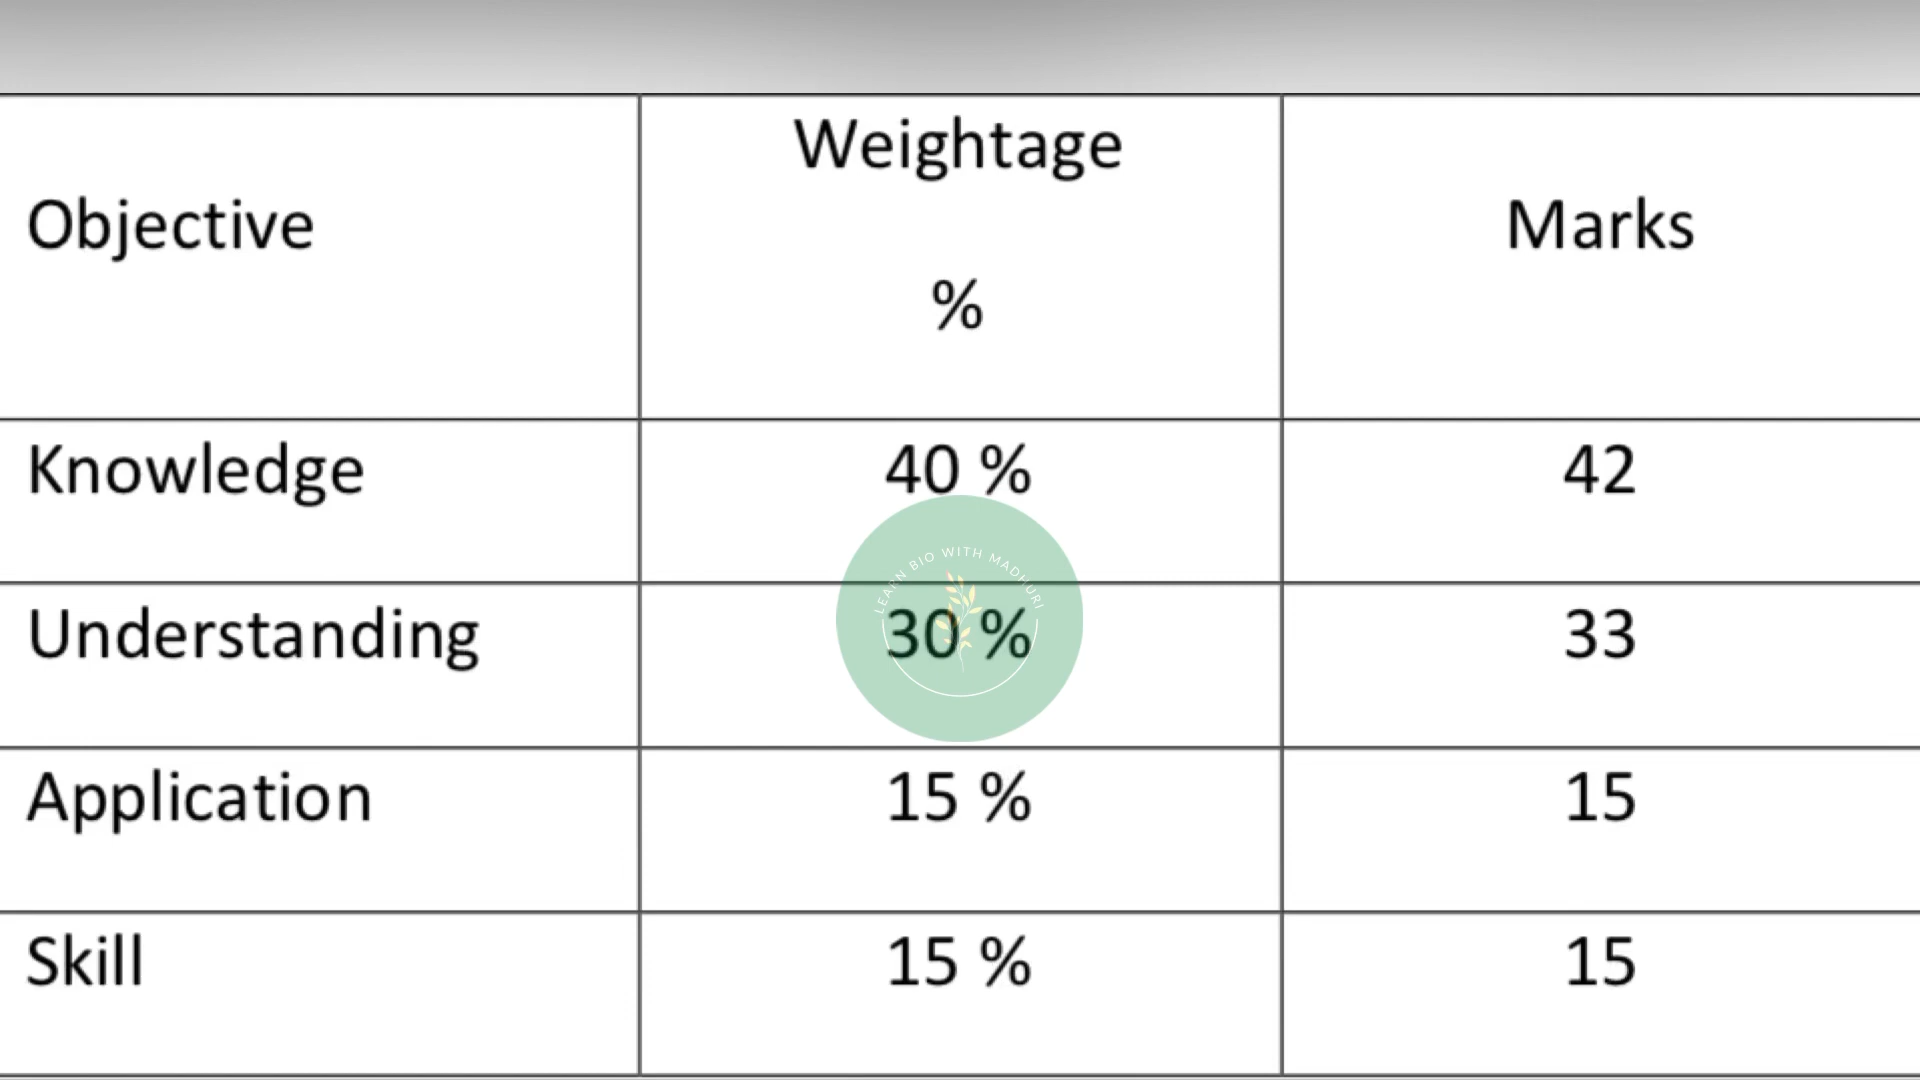 Objective
Weightage
%
Marks
Knowledge
40 %
42
LEARN BIO WITH MADHURI
Understanding
30 %
33
Application
15 %
15
Skill
15 %
15